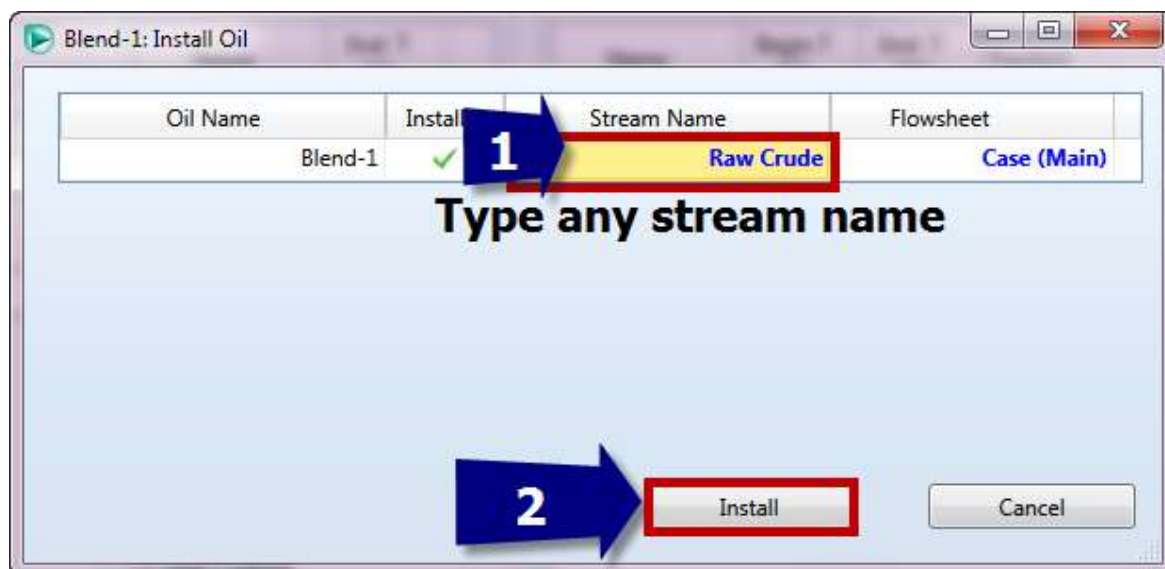 Blend-1: Install Oil
Oil Name Install Stream Name Flowsheet
Blend-1 1 Raw Crude Case (Main)
Type any stream name
2 Install Cancel